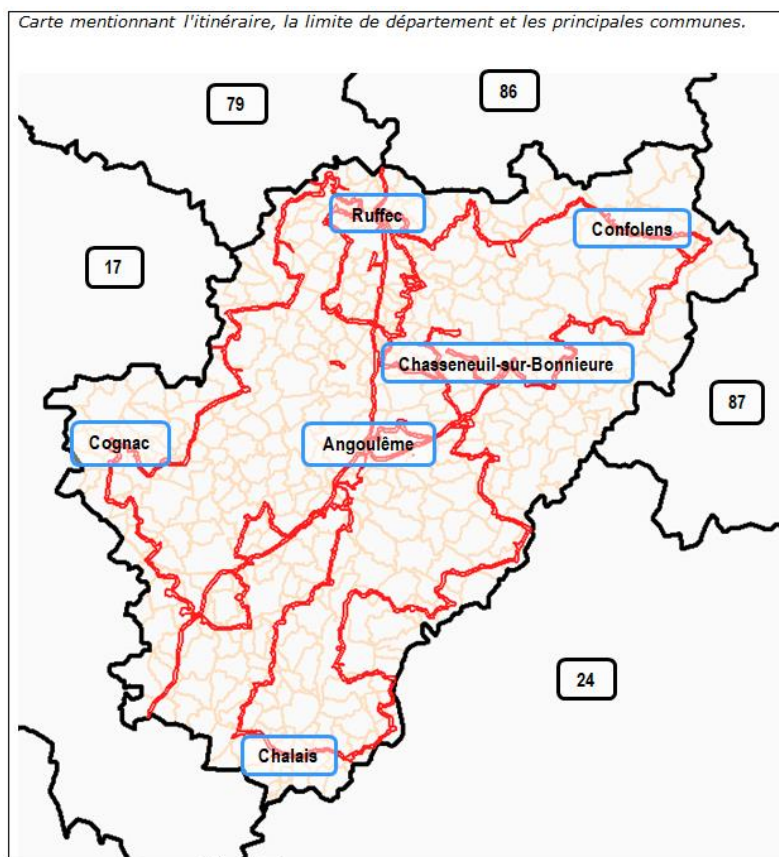 Carte mentionnant l'itinéraire, la limite de département et les principales communes.
79
86
Ruffec
Confolens
17
Chasseneuil-sur-Bonnieure
87
Cognac
Angoulême
24
Chalais